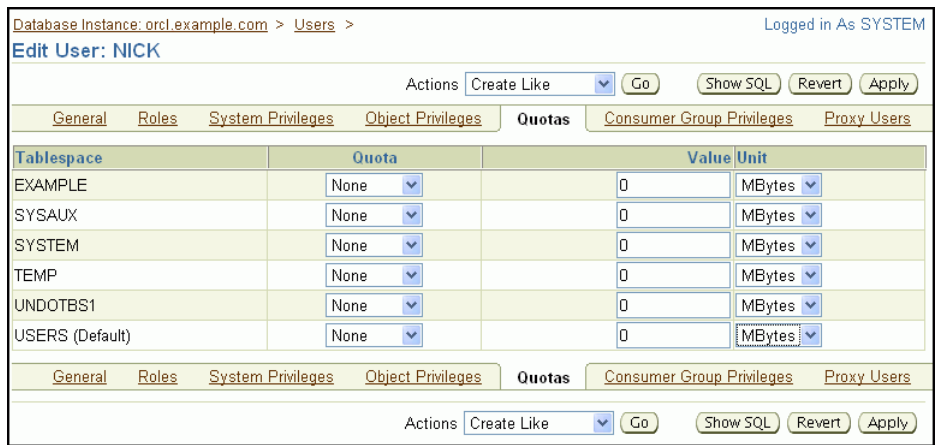 Database Instance: orcl.example.com > Users >
Logged in As SYSTEM
Edit User: NICK
Actions Create Like Go Show SQL Revert Apply
General Roles System Privileges Object Privileges Quotas Consumer Group Privileges Proxy Users
Tablespace Quota Value Unit
EXAMPLE None 0 MBytes
SYSAUX None 0 MBytes
SYSTEM None 0 MBytes
TEMP None 0 MBytes
UNDOTBS1 None 0 MBytes
USERS (Default) None 0 MBytes
General Roles System Privileges Object Privileges Quotas Consumer Group Privileges Proxy Users
Actions Create Like Go Show SQL Revert Apply